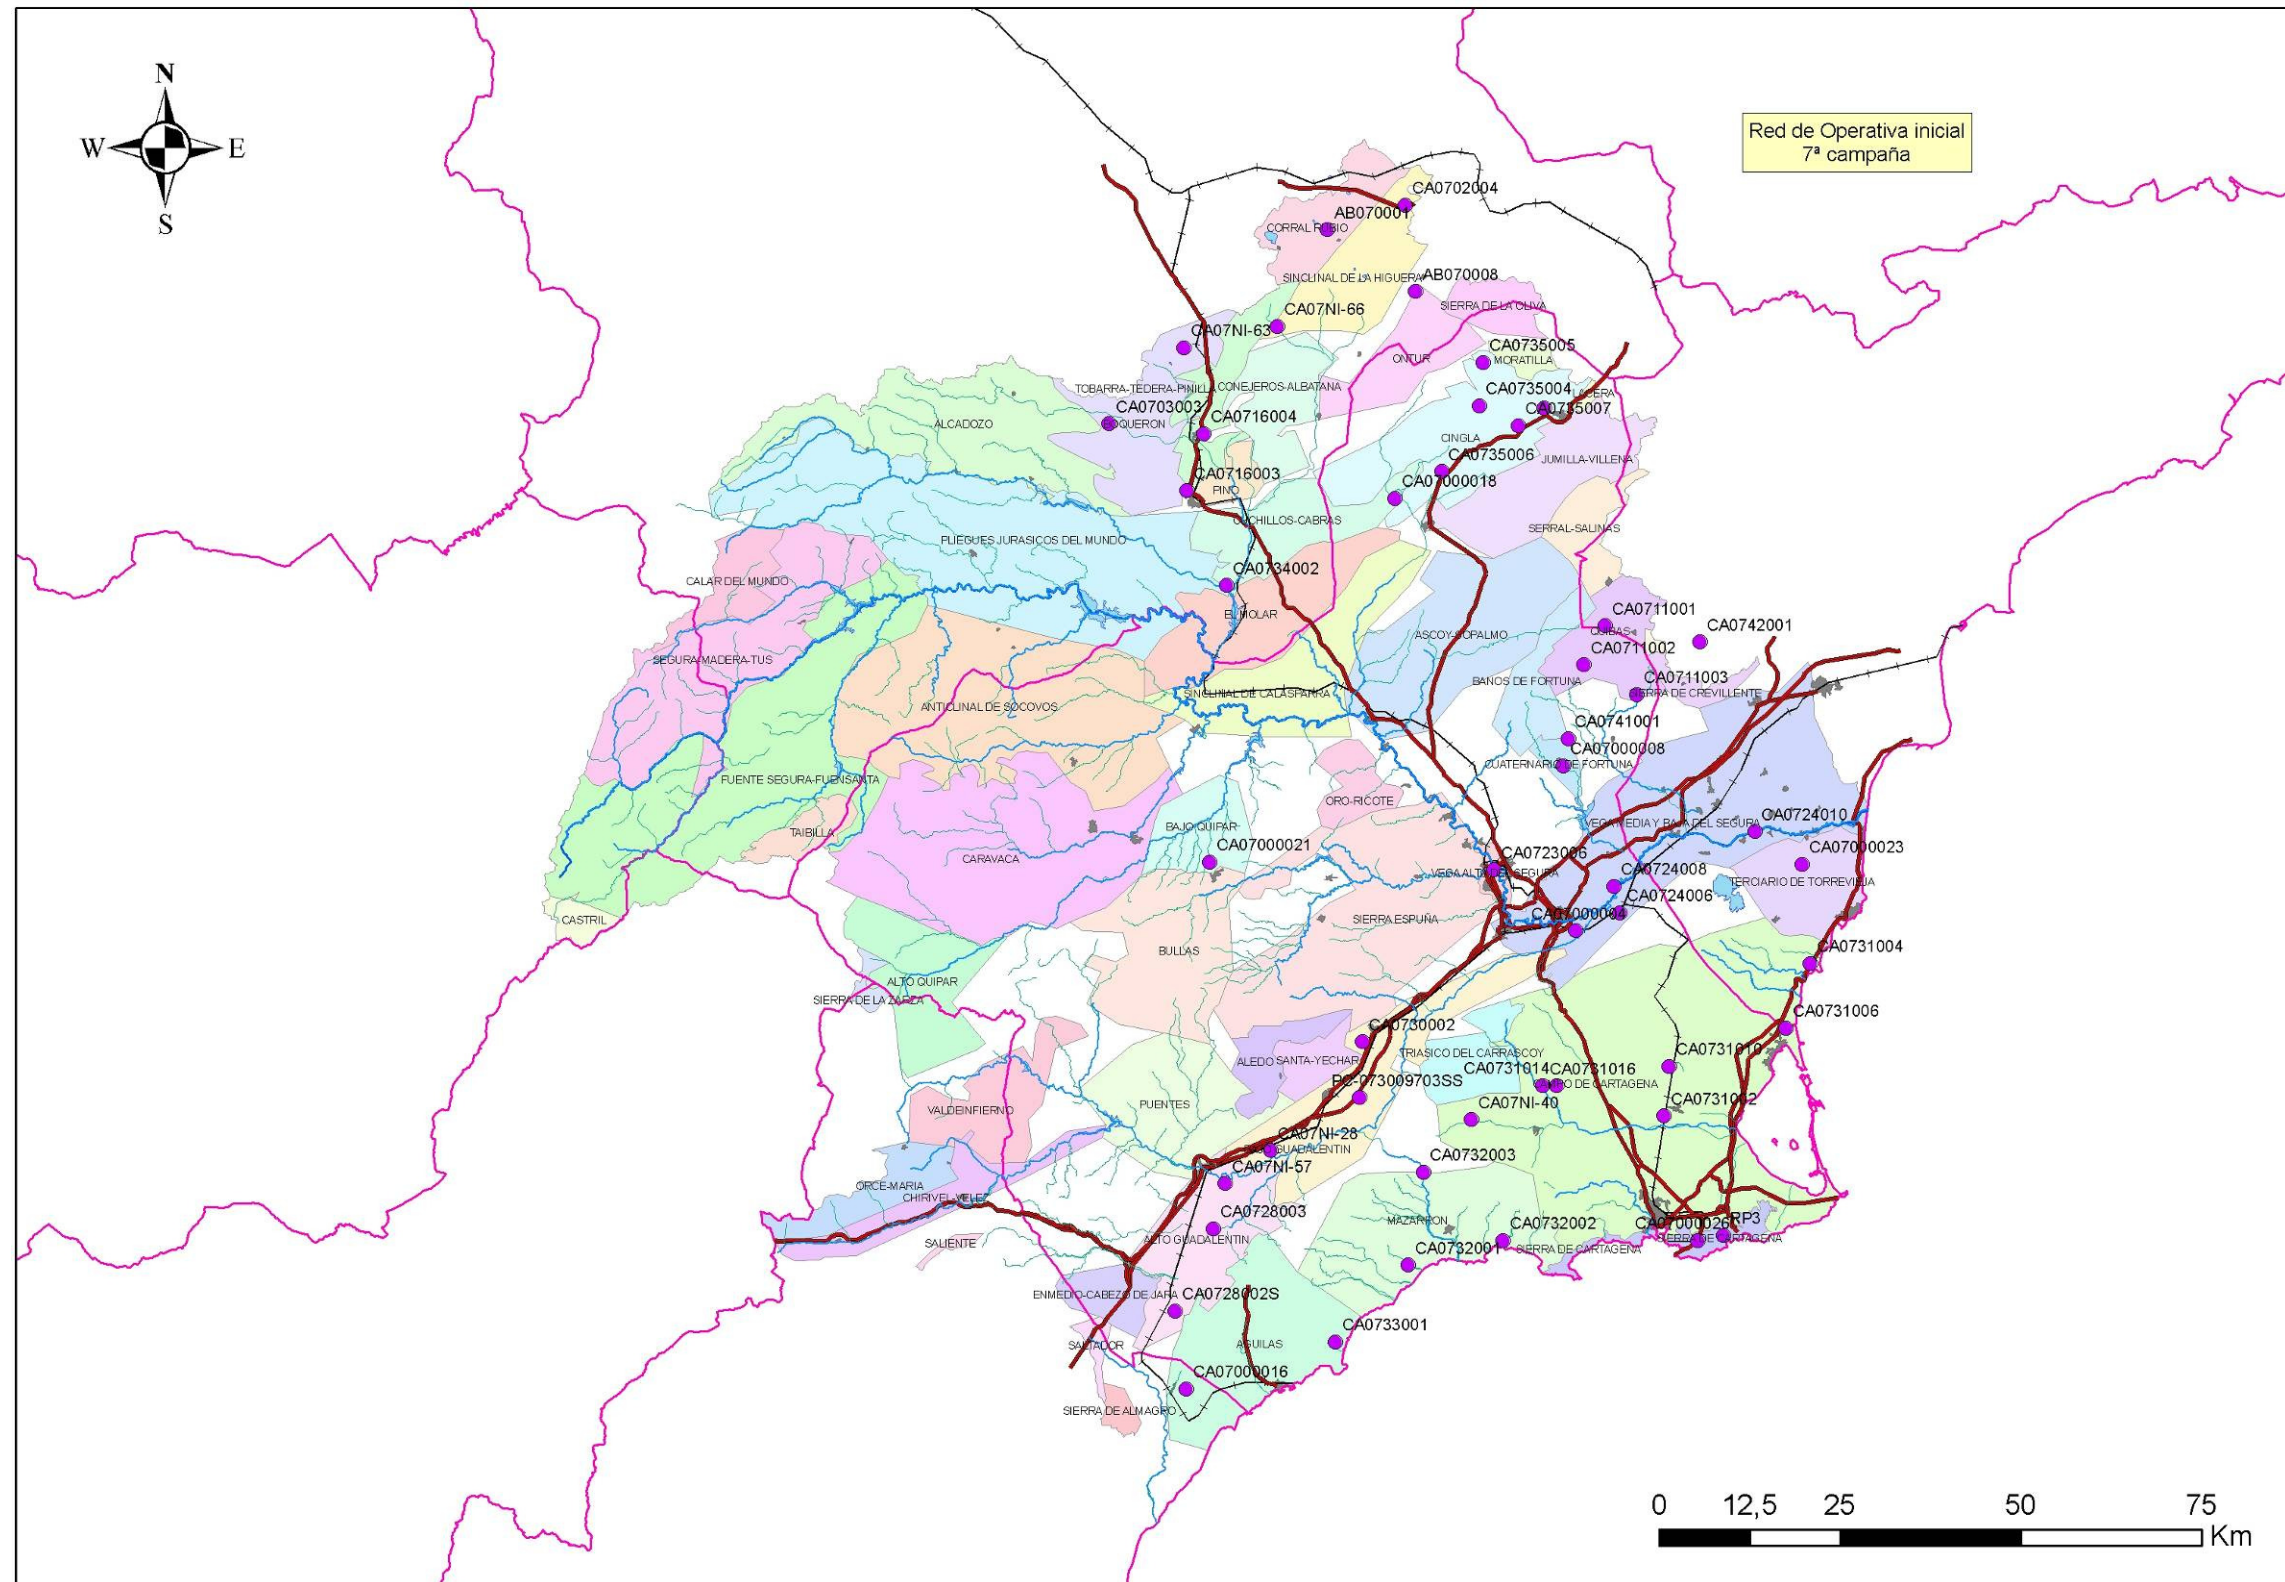 N
W
E
S
Red de Operativa inicial
7ª campaña
CA0702004
AB070001
CORRAL RUBIO
SINCLINAL DE LA HIGUERA
AB070008
SIERRA DE LA OLIVA
CA07NI-66
CA07NI-63
CA0735005
MORATILLA
ONTUR
TOBARRA-TEDERA-PINILLA
CONEJEROS-ALBATANA
CA0735004
LACERA
CA0703003
CA0735007
ALCADOZO
BOQUERON
CA0716004
CINGLA
CA0735006
JUMILLA-VILLENA
CA0716003
CA07000018
PINO
CUCHILLOS-CABRAS
SERRAL-SALINAS
PLIEGUES JURASICOS DEL MUNDO
CALAR DEL MUNDO
CA0734002
EL MOLAR
CA0711001
CA0742001
QUIBAS
ASCOY-SOPALMO
CA0711002
SEGURA-MADERA-TUS
BAÑOS DE FORTUNA
CA0711003
SIERRA DE CREVILLENTE
SINCLINAL DE CALASPARRA
ANTICLINAL DE SOCOVOS
CA0741001
CA07000008
CUATERNARIO DE FORTUNA
FUENTE SEGURA-FUENSANTA
ORO-RICOTE
TAIBILLA
BAJO QUIPAR
VEGA MEDIA Y BAJA DEL SEGURA
CA0724010
CARAVACA
CA07000021
CA0723006
VEGA ALTA DEL SEGURA
CA07000023
CA0724008
TERCIARIO DE TORREVIEJA
CA0724006
CASTRIL
SIERRA ESPUÑA
CA07000004
BULLAS
CA0731004
ALTO QUIPAR
SIERRA DE LA ZARZA
CA0731006
CA0730002
CA0731010
ALEDO
SANTA-YECHAR
TRIASICO DEL CARRASCOY
CA0731014
CA0731016
CAMPO DE CARTAGENA
PC-073009703SS
VALDEINFIERNO
PUENTES
CA07NI-40
CA0731002
CA07NI-28
BAJO GUADALENTIN
CA0732003
CA07NI-57
ORCE-MARIA
CHIRIVEL-VELEZ
CA0728003
MAZARRON
CA0732002
CA07000026
RP3
SALIENTE
ALTO GUADALENTIN
CA0732001
SIERRA DE CARTAGENA
SIERRA DE CARTAGENA
ENMEDIO-CABEZO DE JARA
CA0728002S
SALTADOR
AGUILAS
CA0733001
CA07000016
SIERRA DE ALMAGRO
0 12,5 25 50 75
Km